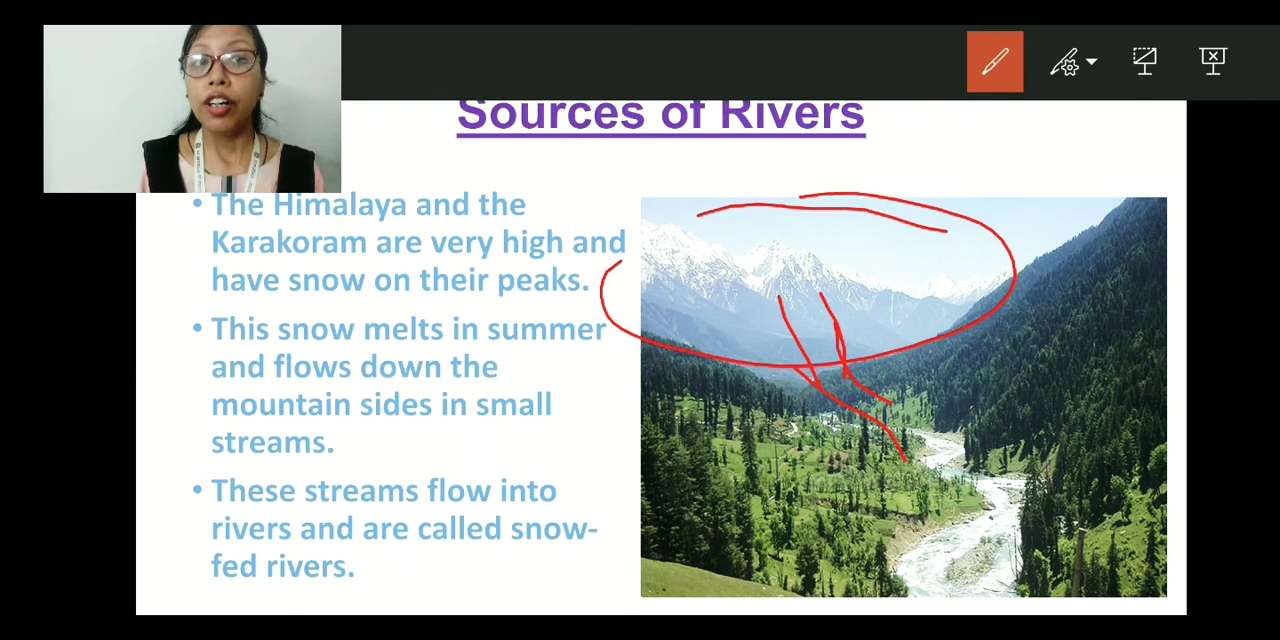 Sources of Rivers
• The Himalaya and the
Karakoram are very high and
have snow on their peaks.
• This snow melts in summer
and flows down the
mountain sides in small
streams.
• These streams flow into
rivers and are called snow-
fed rivers.